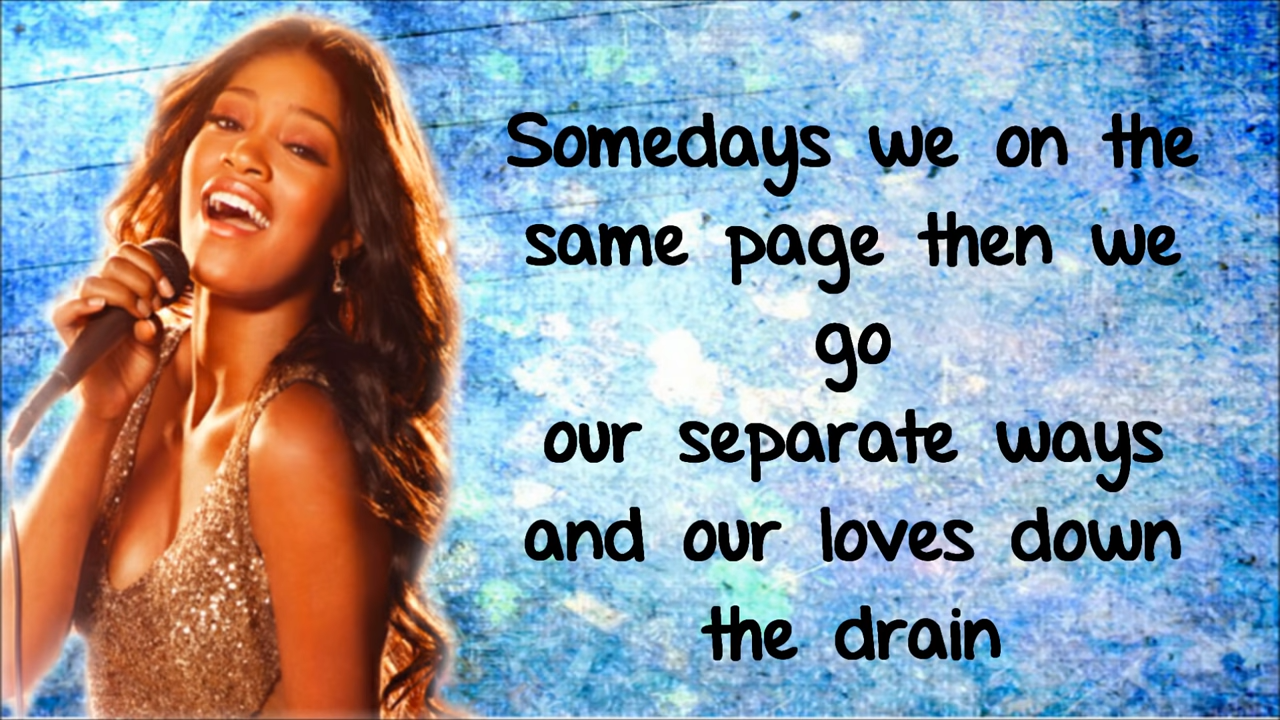 Somedays we on the
same page then we
go
our separate ways
and our loves down
the drain